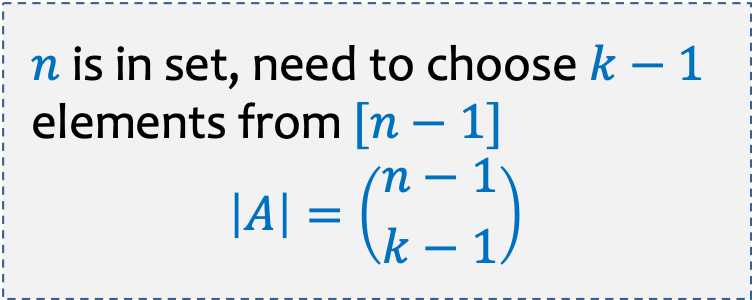 n is in set, need to choose k − 1
elements from [n − 1]
|A| = (n − 1
k − 1)